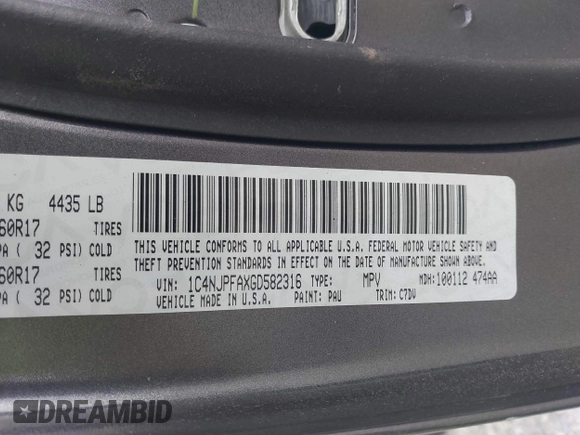 KG 4435 LB
60R17 TIRES
PA ( 32 PSI) COLD
60R17 TIRES
PA ( 32 PSI) COLD
THIS VEHICLE CONFORMS TO ALL APPLICABLE U.S.A. FEDERAL MOTOR VEHICLE SAFETY AND
THEFT PREVENTION STANDARDS IN EFFECT ON THE DATE OF MANUFACTURE SHOWN ABOVE.
VIN: 1C4NJPFAXGD582316 TYPE: MPV MDH: 100112 474AA
VEHICLE MADE IN U.S.A. PAINT: PAU TRIM: C7DV
DREAMBID